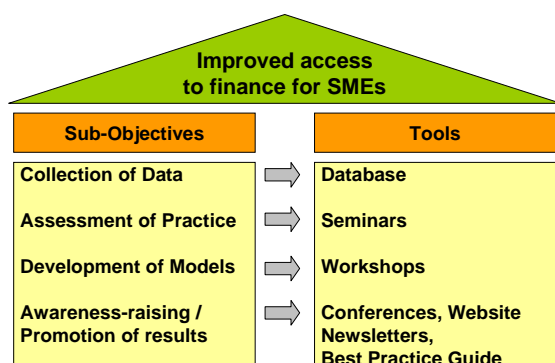 Improved access
to finance for SMEs
Sub-Objectives
Tools
Collection of Data
Database
Assessment of Practice
Seminars
Development of Models
Workshops
Awareness-raising /
Promotion of results
Conferences, Website
Newsletters,
Best Practice Guide